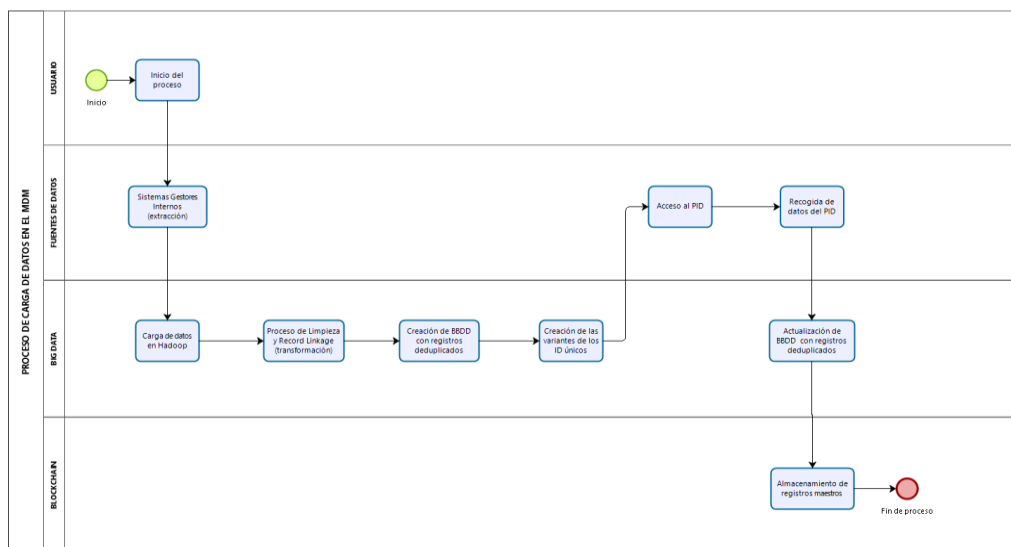 PROCESO DE CARGA DE DATOS EN EL MDM
USUARIO
Inicio
Inicio del
proceso
FUENTES DE DATOS
Sistemas Gestores
Internos
(extracción)
Acceso al PID
Recogida de
datos del PID
BIG DATA
Carga de datos
en Hadoop
Proceso de Limpieza
y Record Linkage
(transformación)
Creación de BBDD
con registros
deduplicados
Creación de las
variantes de los
ID únicos
Actualización de
BBDD con registros
deduplicados
BLOCKCHAIN
Almacenamiento de
registros maestros
Fin de proceso